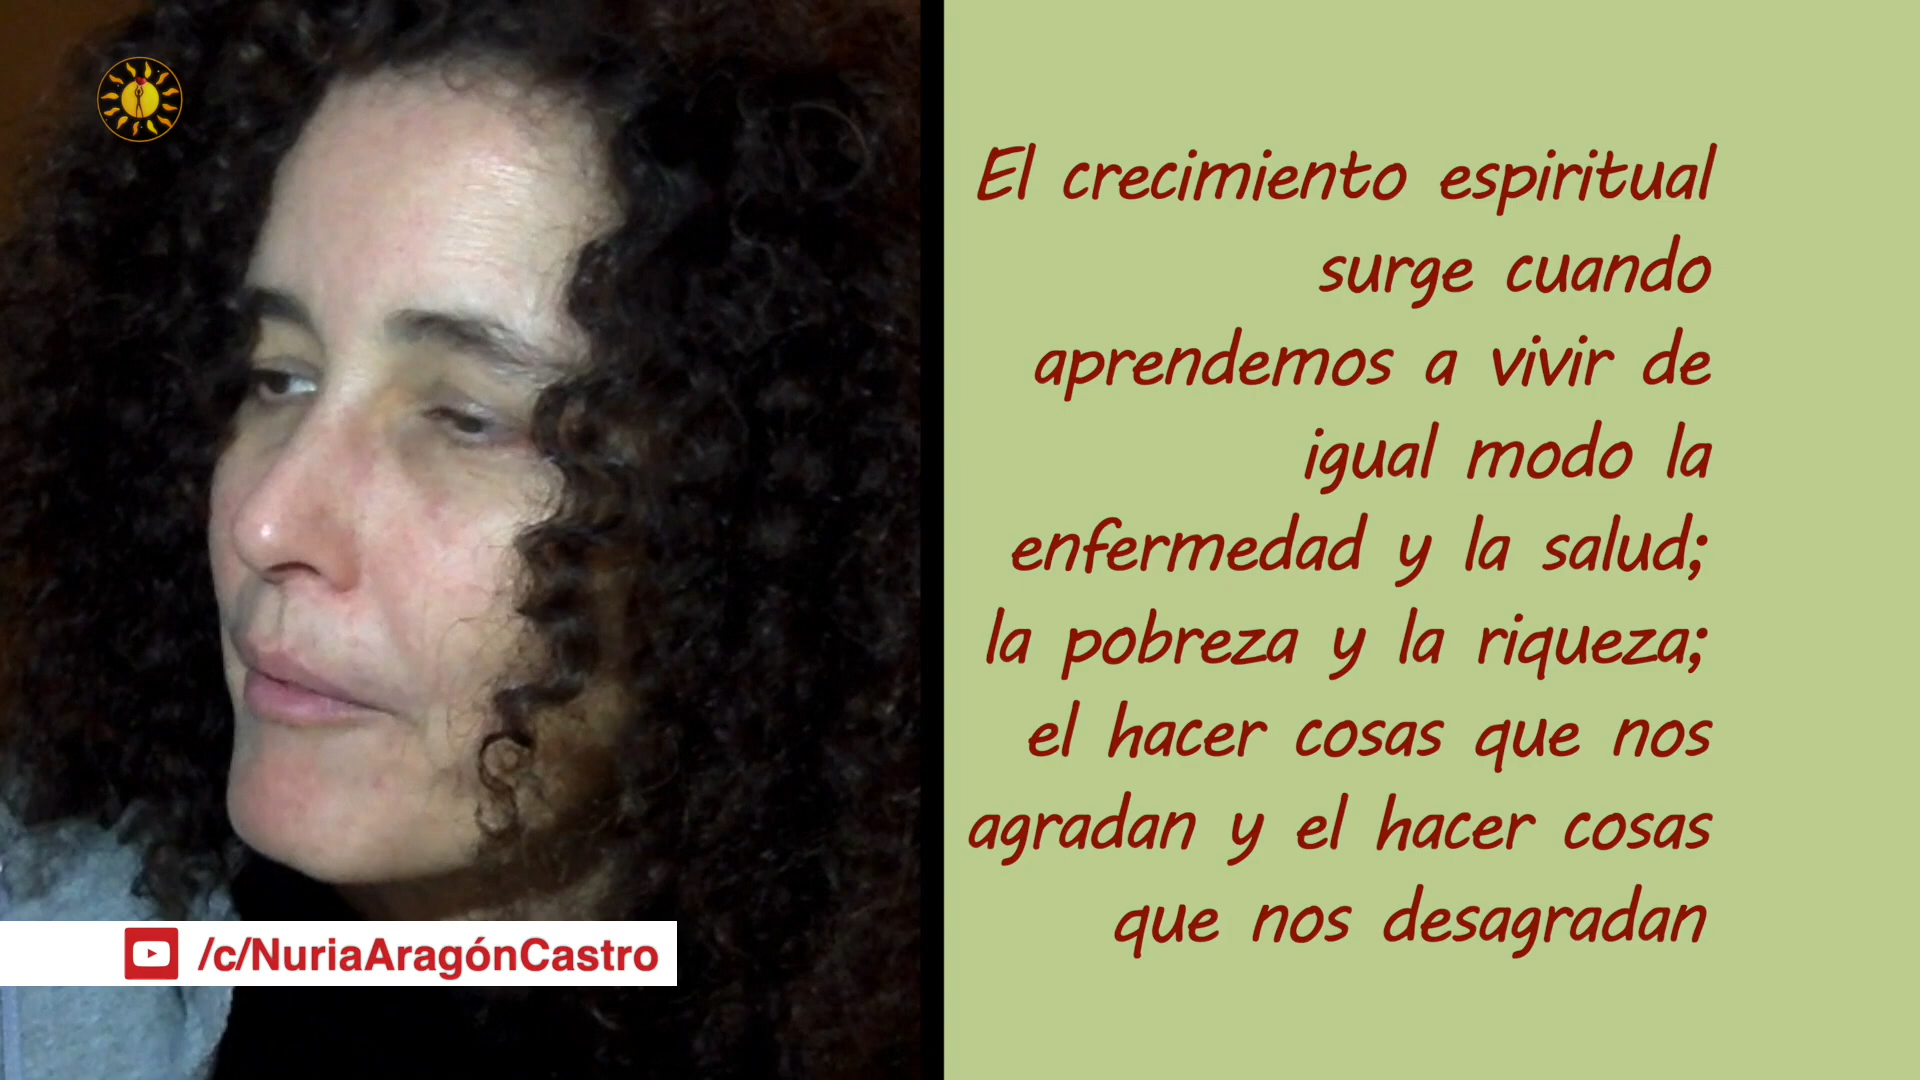 El crecimiento espiritual
surge cuando
aprendemos a vivir de
igual modo la
enfermedad y la salud;
la pobreza y la riqueza;
el hacer cosas que nos
agradan y el hacer cosas
que nos desagradan
/c/NuriaAragónCastro